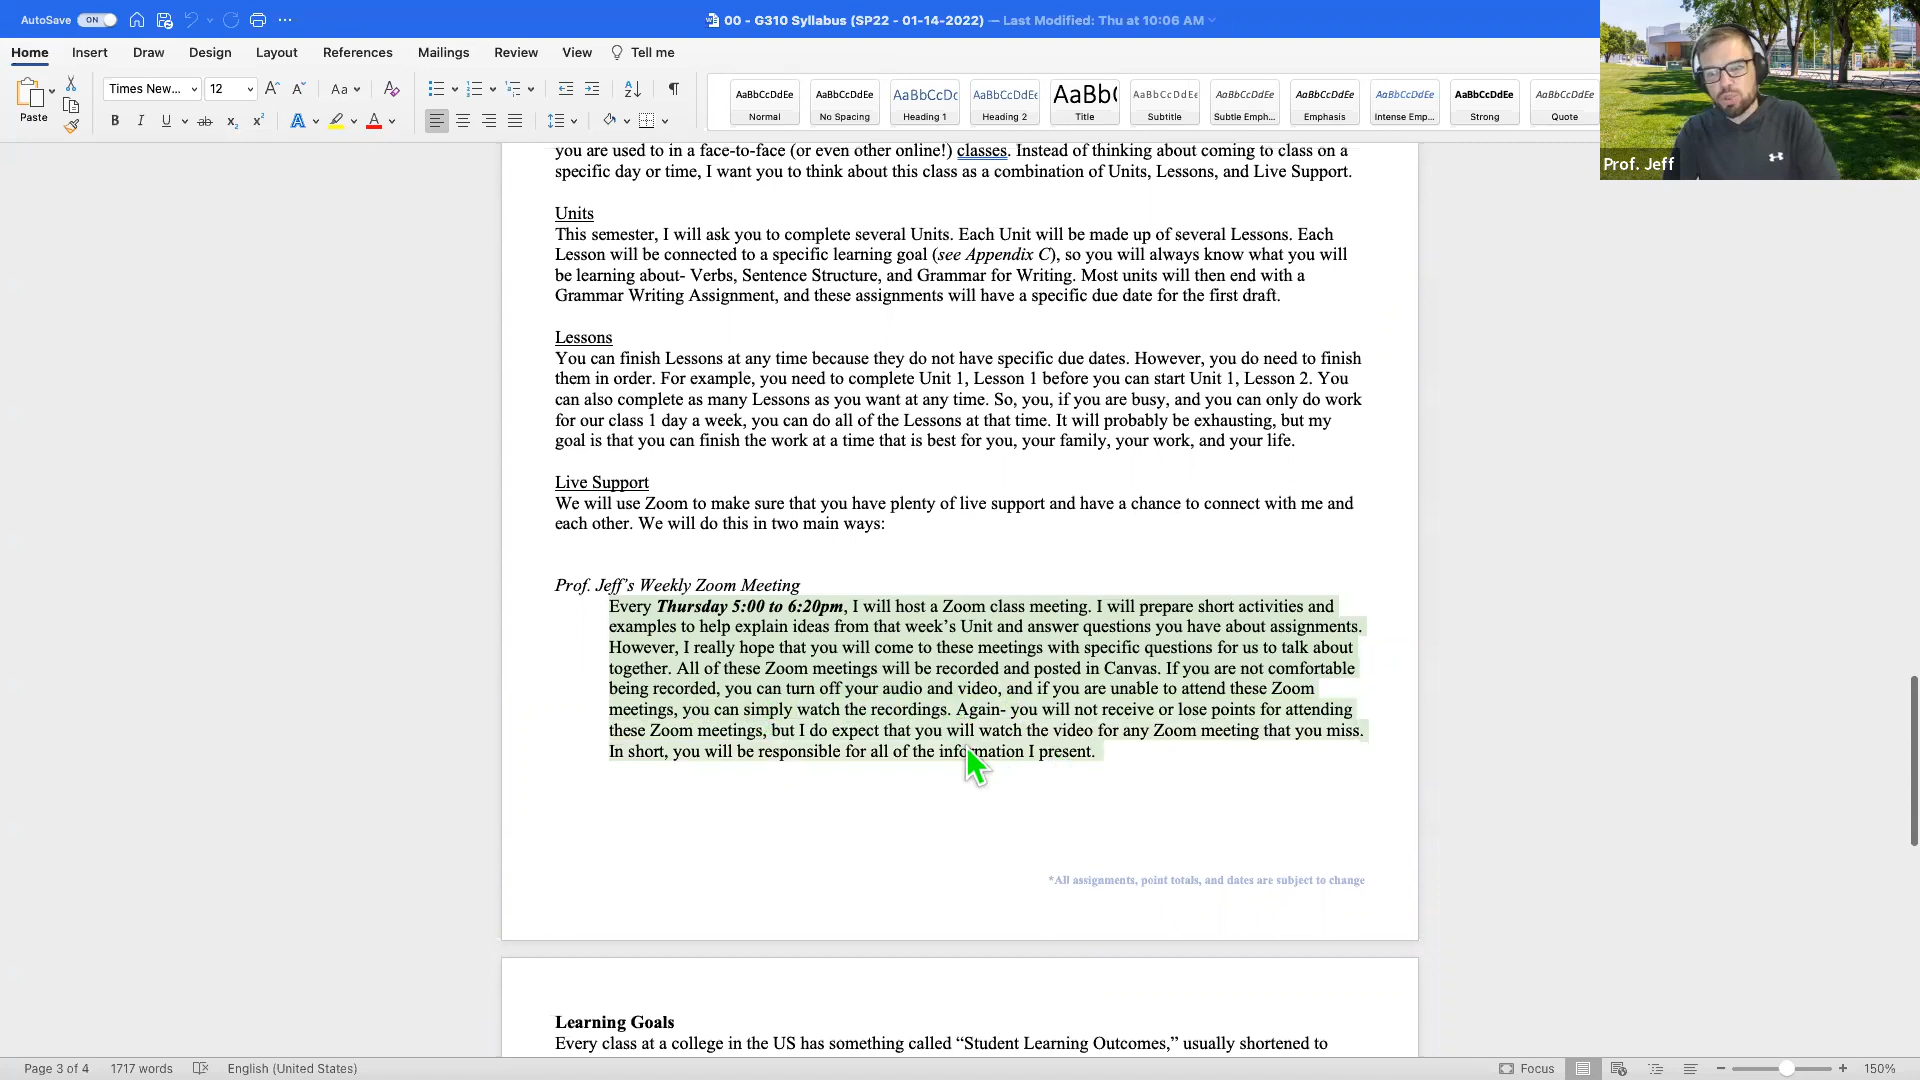 AutoSave ON
00 - G310 Syllabus (SP22 - 01-14-2022) — Last Modified: Thu at 10:06 AM
Home Insert Draw Design Layout References Mailings Review View Tell me
Paste
Times New... 12
Aa
B I U ab x₂ x²
AaBbCcDdEe Normal
AaBbCcDdEe No Spacing
AaBbCcDc Heading 1
AaBbCcDdEe Heading 2
AaBb( Title
AaBbCcDdEe Subtitle
AaBbCcDdEe Subtle Emph...
AaBbCcDdEe Emphasis
AaBbCcDdEe Intense Emp...
AaBbCcDdEe Strong
AaBbCcDdEe Quote
Prof. Jeff
you are used to in a face-to-face (or even other online!) classes. Instead of thinking about coming to class on a
specific day or time, I want you to think about this class as a combination of Units, Lessons, and Live Support.
Units
This semester, I will ask you to complete several Units. Each Unit will be made up of several Lessons. Each
Lesson will be connected to a specific learning goal (see Appendix C), so you will always know what you will
be learning about- Verbs, Sentence Structure, and Grammar for Writing. Most units will then end with a
Grammar Writing Assignment, and these assignments will have a specific due date for the first draft.
Lessons
You can finish Lessons at any time because they do not have specific due dates. However, you do need to finish
them in order. For example, you need to complete Unit 1, Lesson 1 before you can start Unit 1, Lesson 2. You
can also complete as many Lessons as you want at any time. So, you, if you are busy, and you can only do work
for our class 1 day a week, you can do all of the Lessons at that time. It will probably be exhausting, but my
goal is that you can finish the work at a time that is best for you, your family, your work, and your life.
Live Support
We will use Zoom to make sure that you have plenty of live support and have a chance to connect with me and
each other. We will do this in two main ways:
Prof. Jeff's Weekly Zoom Meeting
Every Thursday 5:00 to 6:20pm, I will host a Zoom class meeting. I will prepare short activities and
examples to help explain ideas from that week's Unit and answer questions you have about assignments.
However, I really hope that you will come to these meetings with specific questions for us to talk about
together. All of these Zoom meetings will be recorded and posted in Canvas. If you are not comfortable
being recorded, you can turn off your audio and video, and if you are unable to attend these Zoom
meetings, you can simply watch the recordings. Again- you will not receive or lose points for attending
these Zoom meetings, but I do expect that you will watch the video for any Zoom meeting that you miss.
In short, you will be responsible for all of the information I present.
*All assignments, point totals, and dates are subject to change
Learning Goals
Every class at a college in the US has something called “Student Learning Outcomes,” usually shortened to
Page 3 of 4 1717 words English (United States) Focus 150%